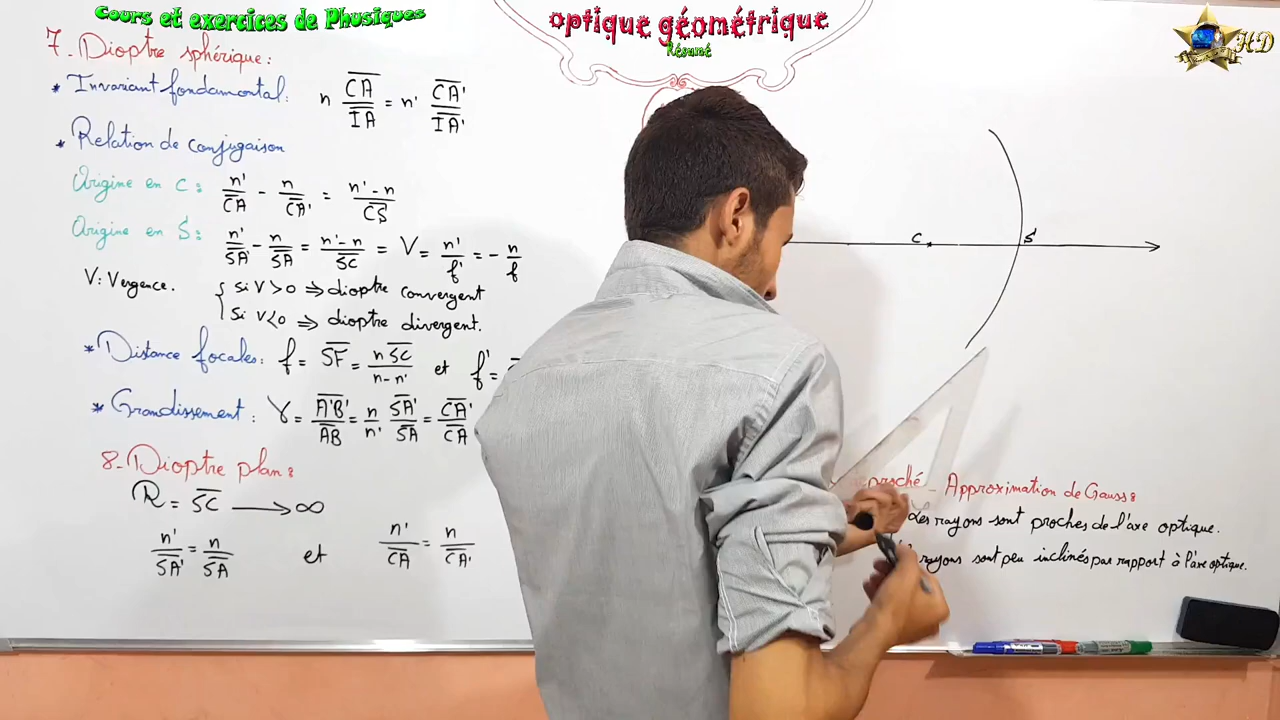 Cours et exercices de Physiques
optique géométrique
Résumé
HD
7. Dioptre sphérique:
* Invariant fondamental: n CA/IA = n' CA'/IA'
* Relation de conjugaison
Origine en C: n'/CA - n/CA' = n'-n/CS
Origine en S: n'/SA' - n/SA = n'-n/SC = V = n'/f' = - n/f
V: Vergence. { Si V>0 ⇒ dioptre convergent
Si V<0 ⇒ dioptre divergent.
* Distance focales: f = SF = nSC/n-n' et f' =
* Grandissement: γ = A'B'/AB = n/n' SA'/SA = CA'/CA
8- Dioptre plan:
R = SC ⟶ ∞
n'/SA' = n/SA et n'/CA = n/CA'
C S
- Approximation de Gauss:
Les rayons sont proches de l'axe optique.
rayons sont peu inclinés par rapport à l'axe optique.